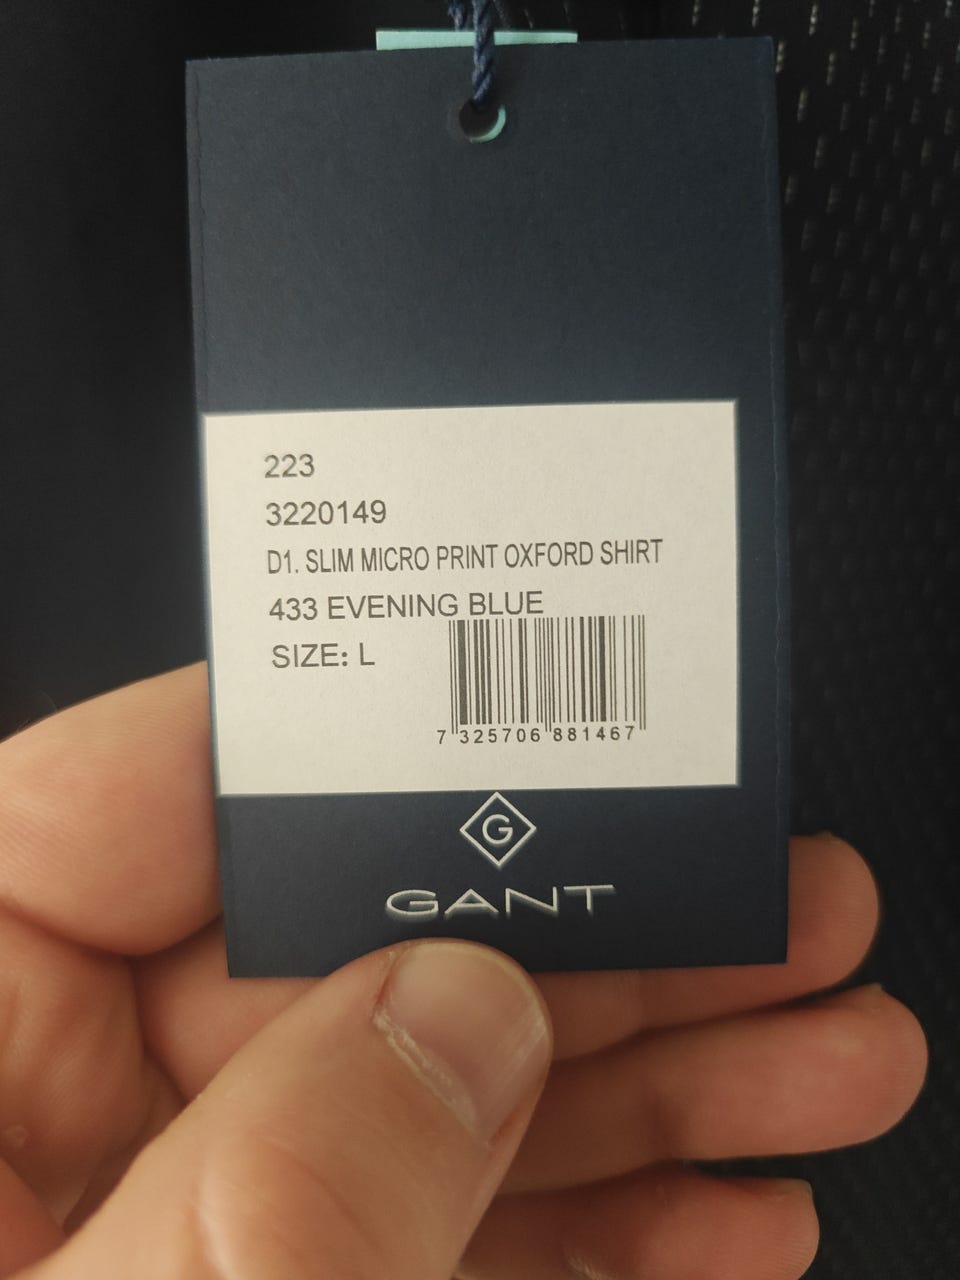 223
3220149
D1. SLIM MICRO PRINT OXFORD SHIRT
433 EVENING BLUE
SIZE: L
7 325706 881467
G
GANT